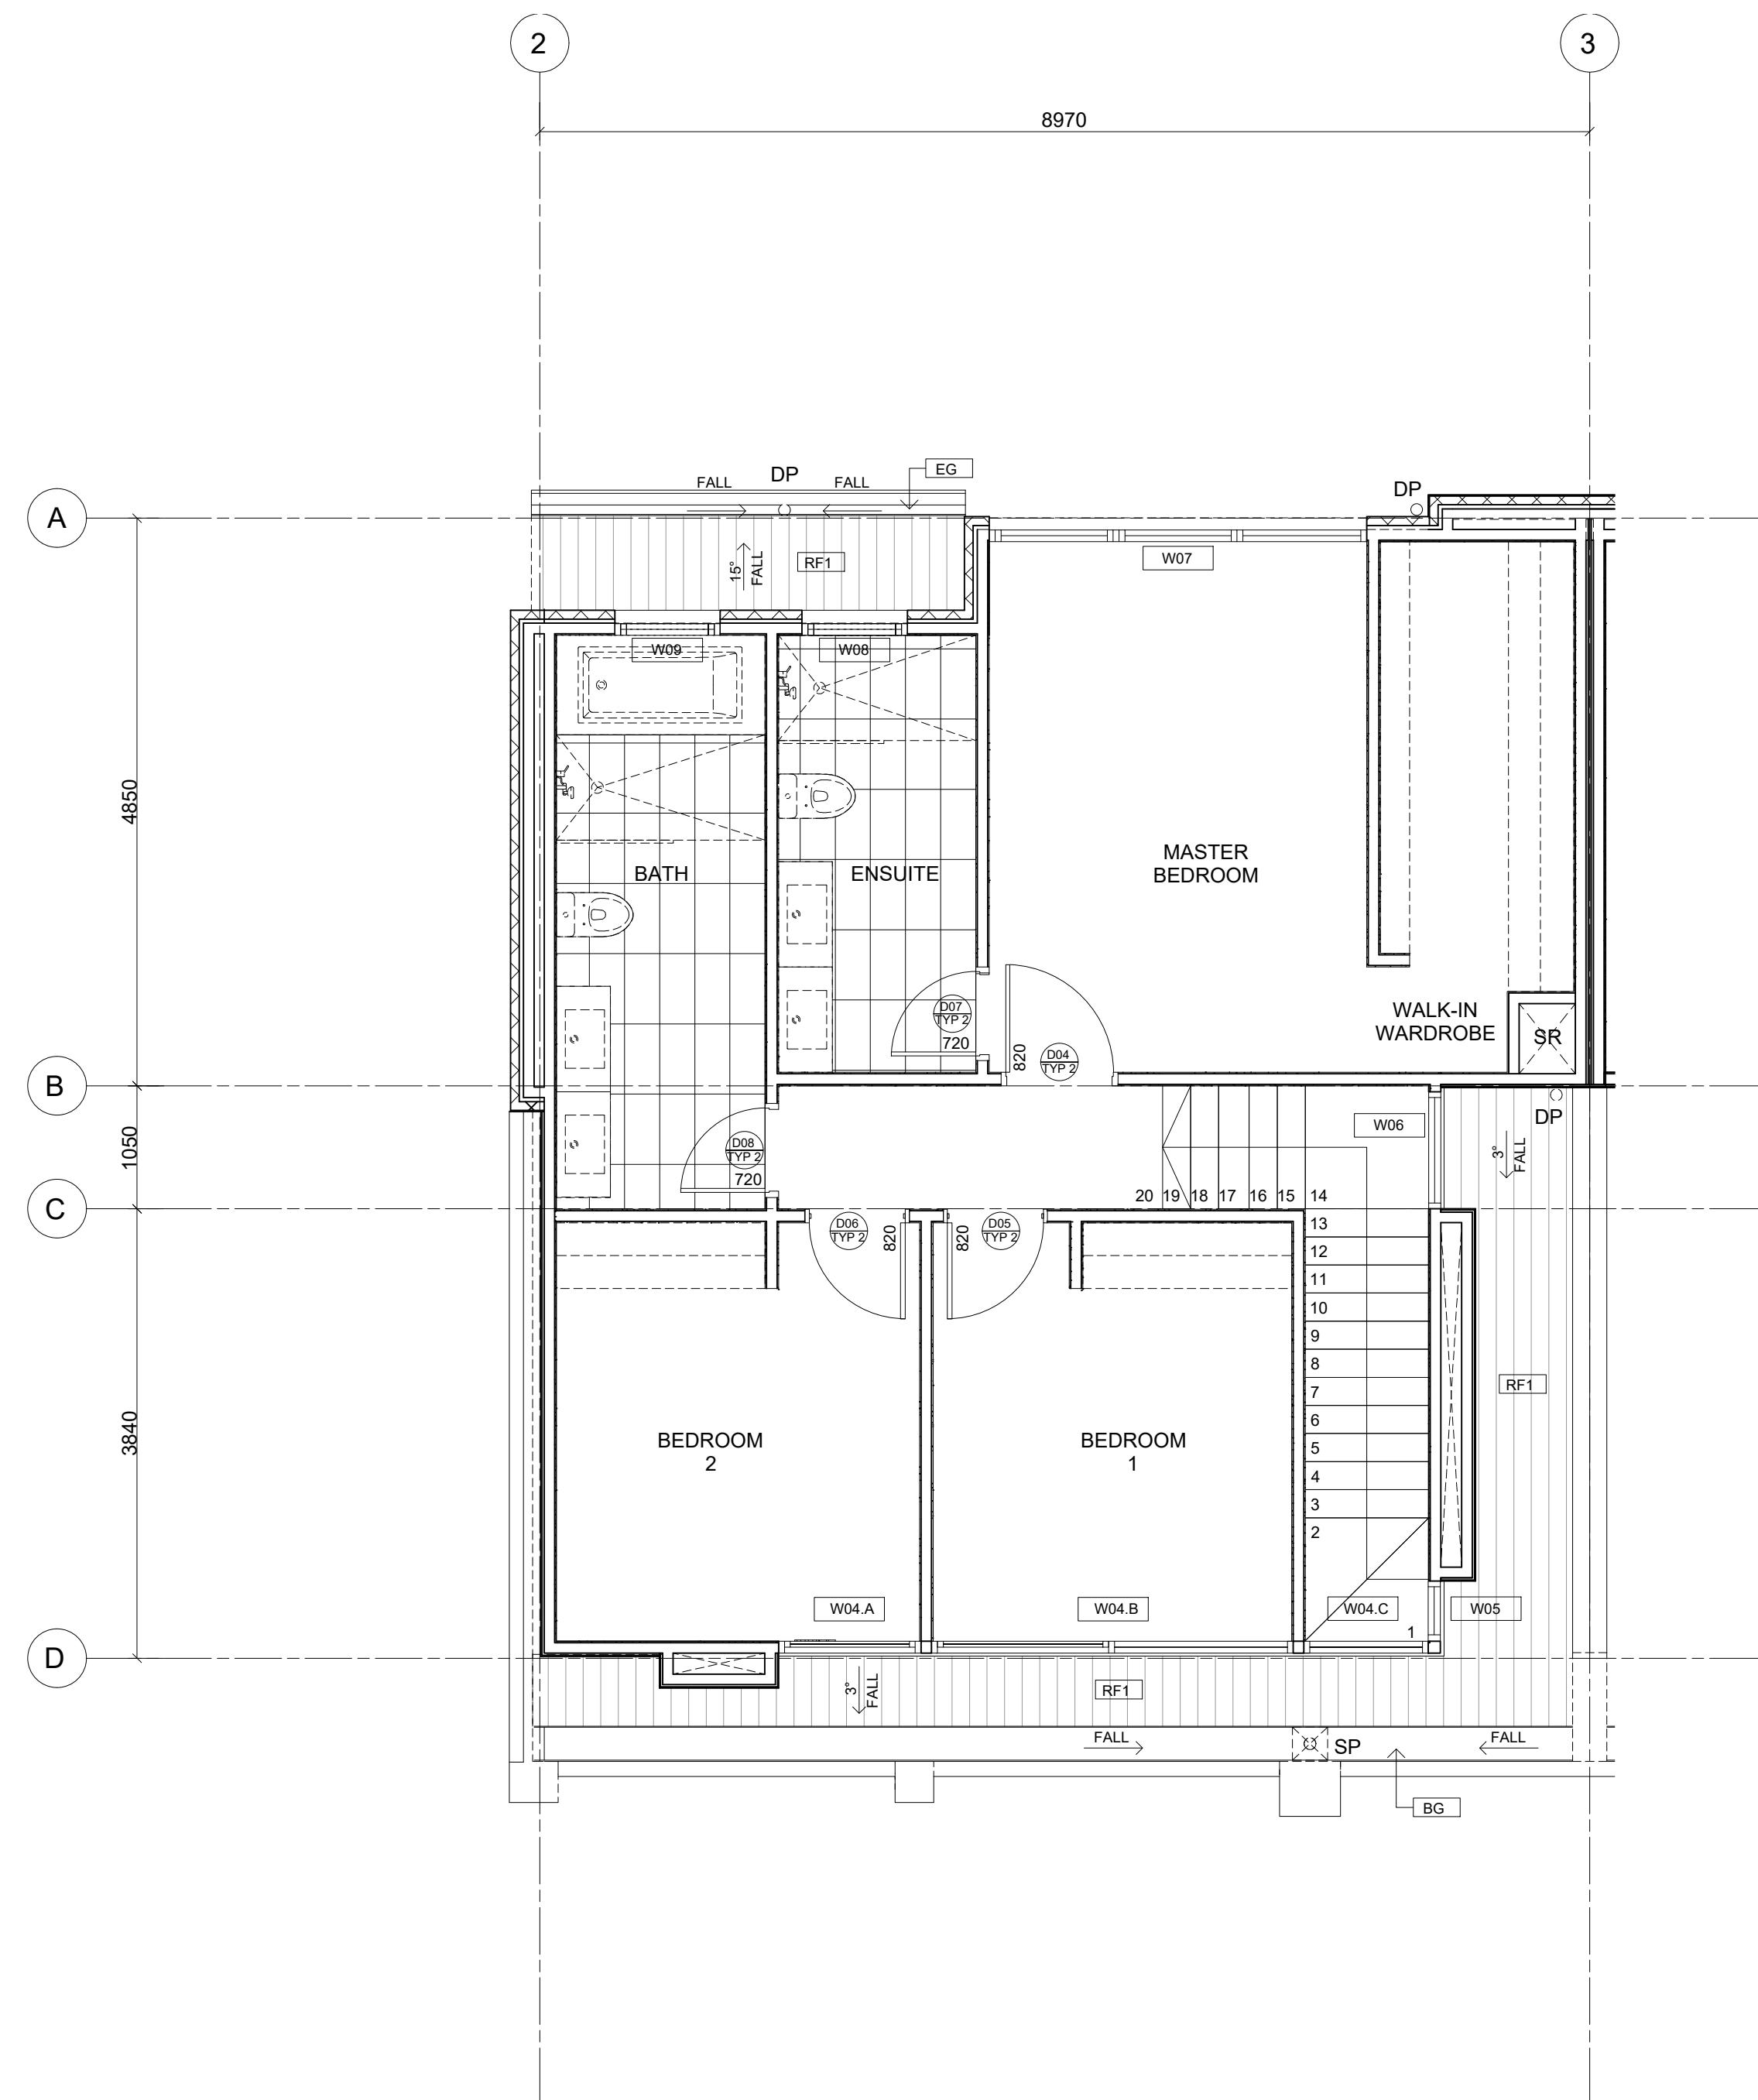 2
3
8970
A
DP
EG
FALL
FALL
DP
15°
FALL
RF1
W07
W09
W08
4850
MASTER
BEDROOM
BATH
ENSUITE
D07
TYP 2
720
820
D04
TYP 2
WALK-IN
WARDROBE
SR
B
DP
1050
D08
TYP 2
720
W06
3°
FALL
C
20
19
18
17
16
15
14
D06
TYP 2
820
820
D05
TYP 2
13
12
11
10
9
8
7
6
5
4
3
2
RF1
3840
BEDROOM
2
BEDROOM
1
W04.A
W04.B
W04.C
W05
1
D
3°
FALL
RF1
FALL
SP
FALL
BG